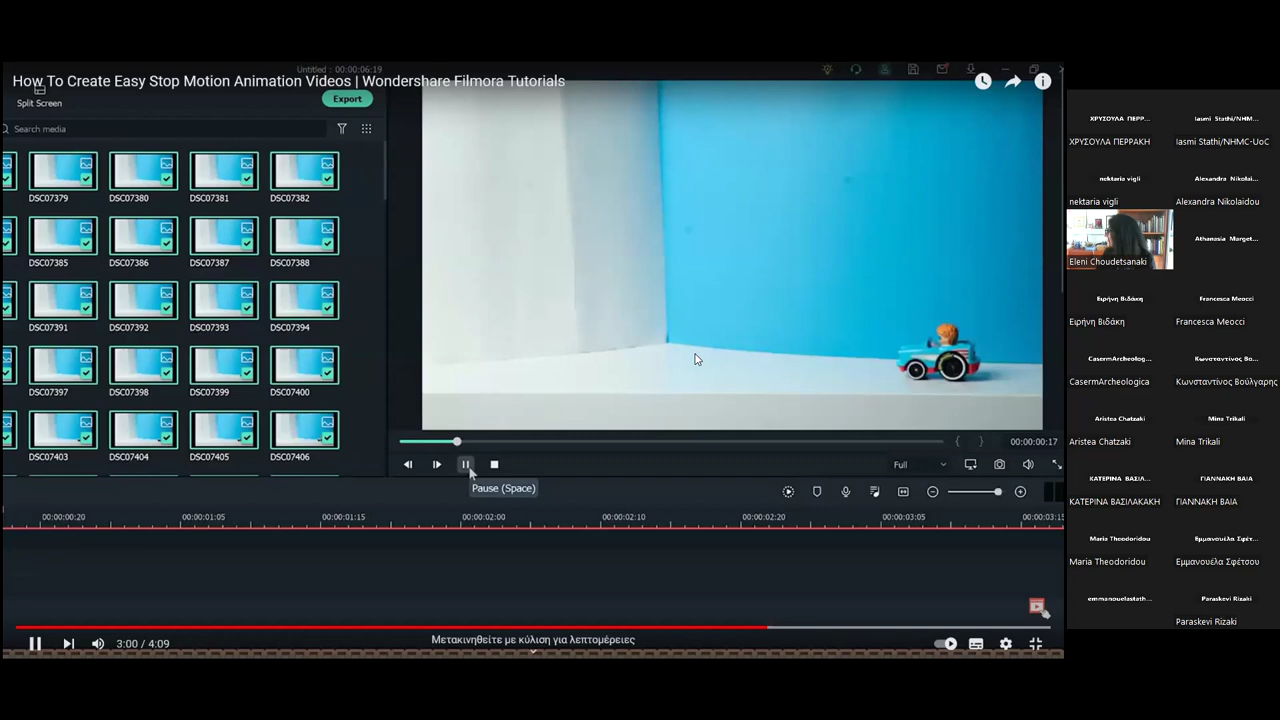 Untitled : 00:00:06:19
How To Create Easy Stop Motion Animation Videos | Wondershare Filmora Tutorials
Split Screen
Export
Search media
DSC07379 DSC07380 DSC07381 DSC07382
DSC07385 DSC07386 DSC07387 DSC07388
DSC07391 DSC07392 DSC07393 DSC07394
DSC07397 DSC07398 DSC07399 DSC07400
DSC07403 DSC07404 DSC07405 DSC07406
00:00:00:17
Full
Pause (Space)
00:00:00:20 00:00:01:05 00:00:01:15 00:00:02:00 00:00:02:10 00:00:02:20 00:00:03:05 00:00:03:15
3:00 / 4:09
Μετακινηθείτε με κύλιση για λεπτομέρειες
ΧΡΥΣΟΥΛΑ ΠΕΡΡ... Iasmi Stathi/NHM...
ΧΡΥΣΟΥΛΑ ΠΕΡΡΑΚΗ Iasmi Stathi/NHMC-UoC
nektaria vigli Alexandra Nikolai...
nektaria vigli Alexandra Nikolaidou
Athanasia Marget...
Eleni Choudetsanaki
Ειρήνη Βιδάκη Francesca Meocci
Ειρήνη Βιδάκη Francesca Meocci
CasermArcheolog... Κωνσταντίνος Βο...
CasermArcheologica Κωνσταντίνος Βούλγαρης
Aristea Chatzaki Mina Trikali
Aristea Chatzaki Mina Trikali
ΚΑΤΕΡΙΝΑ ΒΑΣΙΛ... ΓΙΑΝΝΑΚΗ ΒΑΙΑ
ΚΑΤΕΡΙΝΑ ΒΑΣΙΛΑΚΑΚΗ ΓΙΑΝΝΑΚΗ ΒΑΙΑ
Maria Theodoridou Εμμανουέλα Σφέτ...
Maria Theodoridou Εμμανουέλα Σφέτσου
emmanouelastath... Paraskevi Rizaki
Paraskevi Rizaki